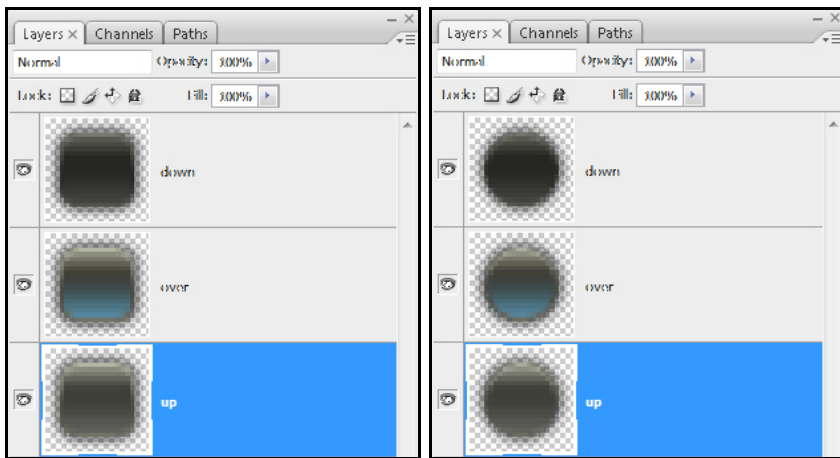 Layers × Channels Paths
Normal Opacity: 100%
Lock: Fill: 100%
down
over
up
Layers × Channels Paths
Normal Opacity: 100%
Lock: Fill: 100%
down
over
up